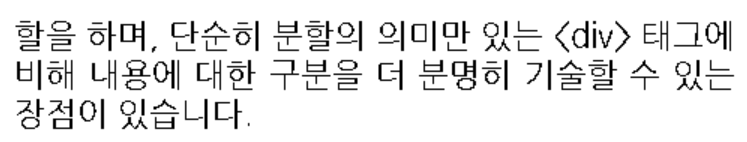 할을 하며, 단순히 분할의 의미만 있는 <div> 태그에
비해 내용에 대한 구분을 더 분명히 기술할 수 있는
장점이 있습니다.